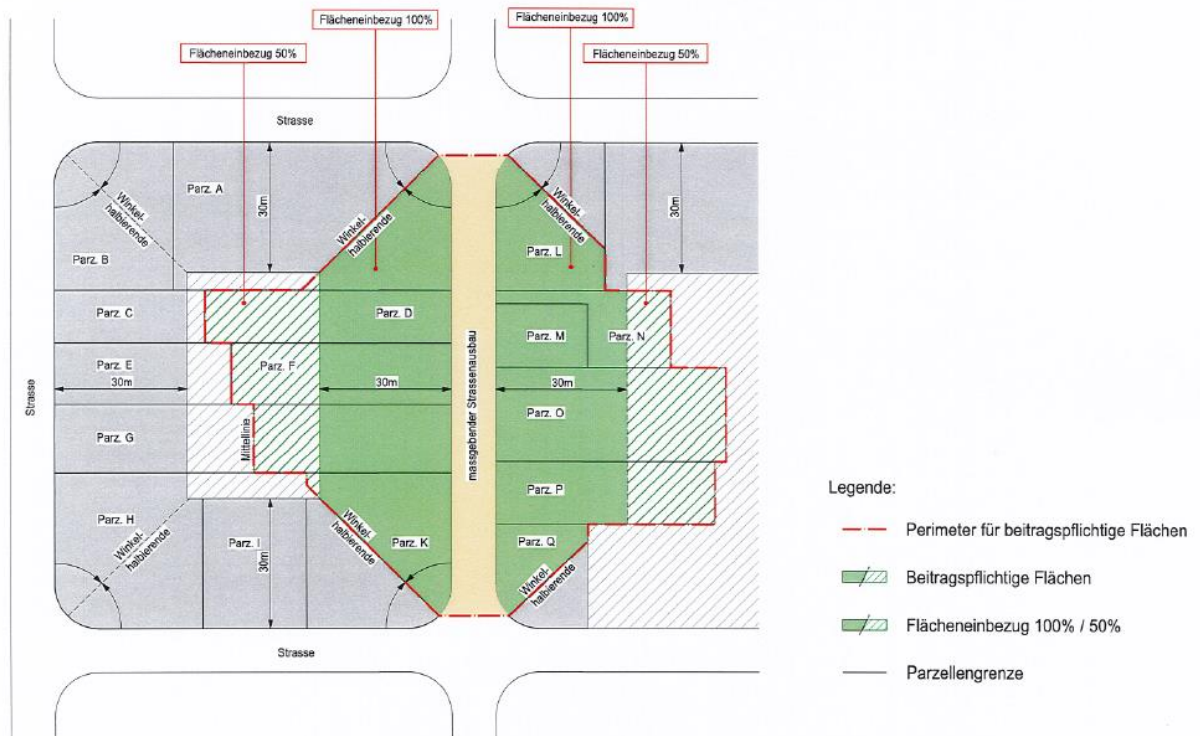 Flächeneinbezug 100%
Flächeneinbezug 100%
Flächeneinbezug 50%
Flächeneinbezug 50%
Strasse
Parz. A
30m
Winkel-
halbierende
Winkel-
halbierende
Winkel-
halbierende
30m
Parz. B
Parz. L
Parz. C
Parz. D
Parz. M
Parz. N
Parz. E
Parz. F
30m
30m
30m
Strasse
massgebender Strassenausbau
Parz. G
Mittellinie
Parz. O
Parz. P
Parz. H
Winkel-
halbierende
Parz. I
30m
Winkel-
halbierende
Parz. K
Parz. Q
Winkel-
halbierende
Strasse
Legende:
Perimeter für beitragspflichtige Flächen
Beitragspflichtige Flächen
Flächeneinbezug 100% / 50%
Parzellengrenze